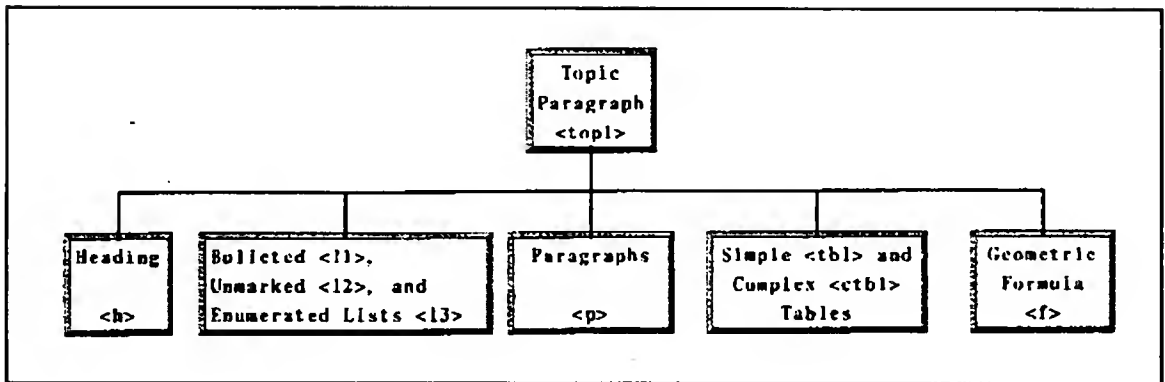 Topic
Paragraph
<top1>
Heading
<h>
Bulleted <l1>,
Unmarked <l2>, and
Enumerated Lists <l3>
Paragraphs
<p>
Simple <tbl> and
Complex <ctbl>
Tables
Geometric
Formula
<f>